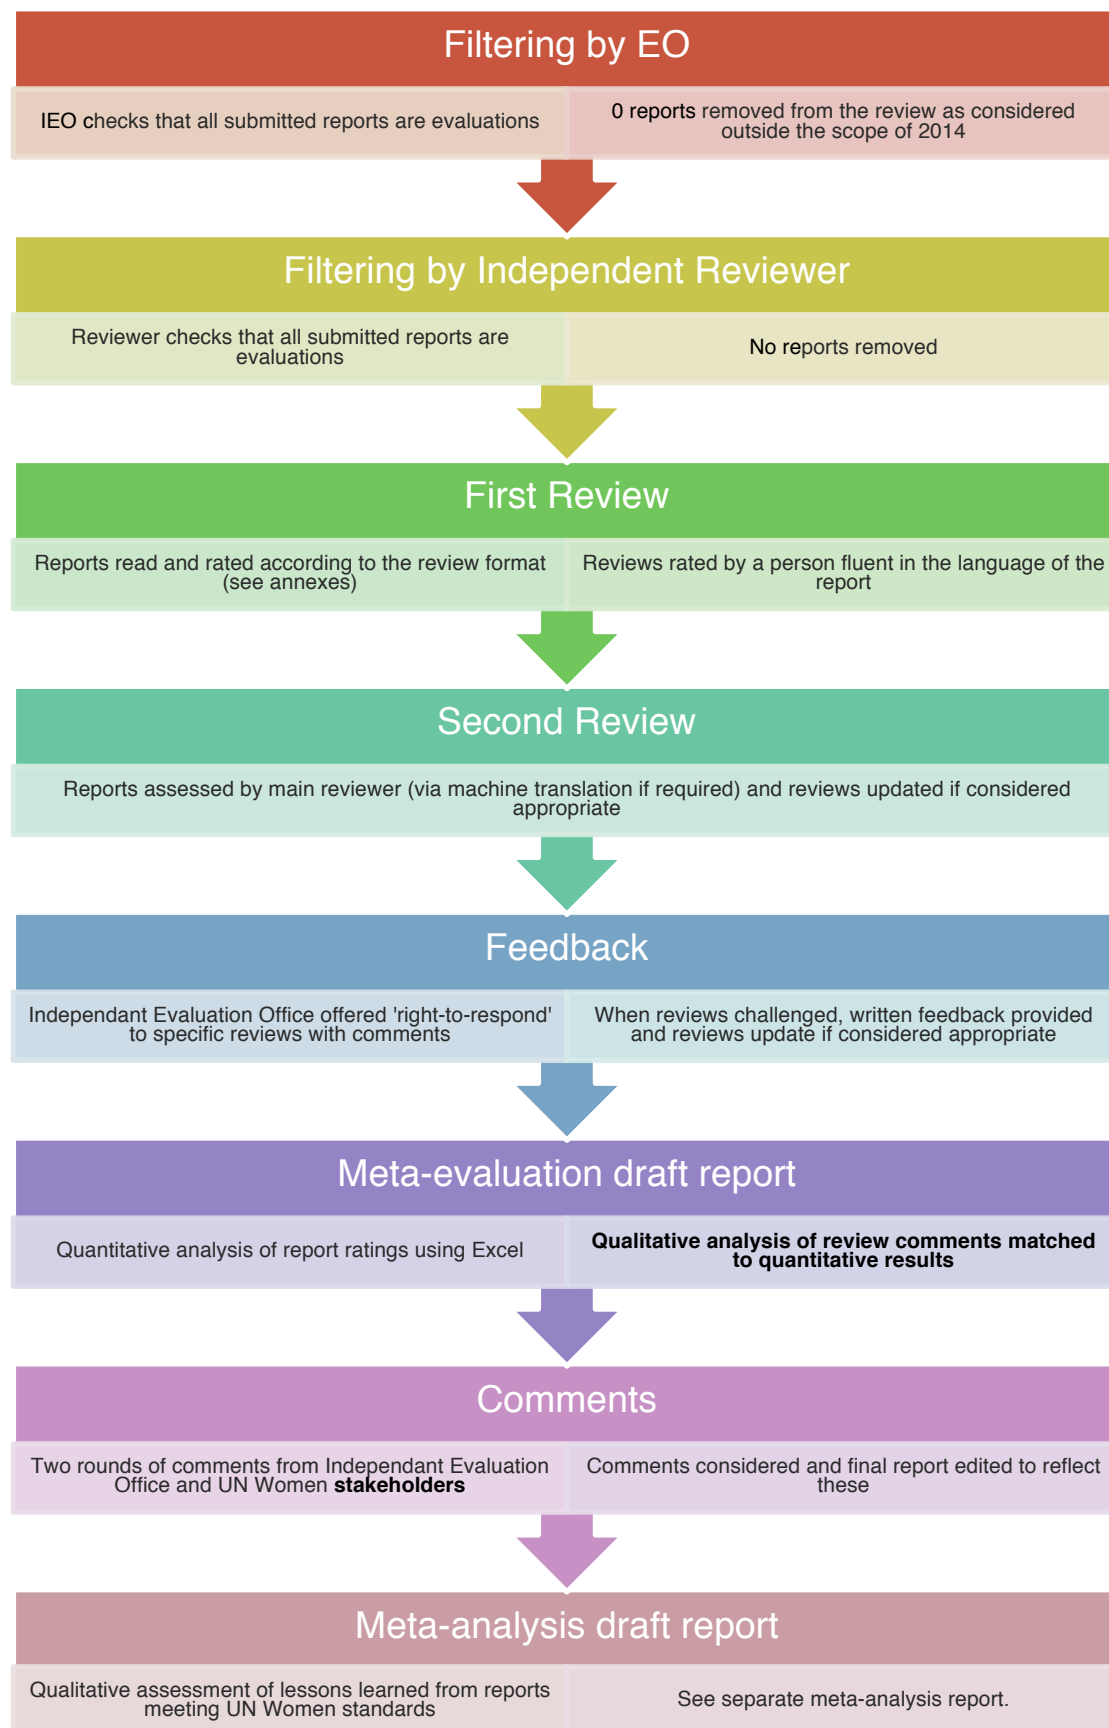 Filtering by EO
IEO checks that all submitted reports are evaluations
0 reports removed from the review as considered
outside the scope of 2014
Filtering by Independent Reviewer
Reviewer checks that all submitted reports are
evaluations
No reports removed
First Review
Reports read and rated according to the review format
(see annexes)
Reviews rated by a person fluent in the language of the
report
Second Review
Reports assessed by main reviewer (via machine translation if required) and reviews updated if considered
appropriate
Feedback
Independant Evaluation Office offered 'right-to-respond'
to specific reviews with comments
When reviews challenged, written feedback provided
and reviews update if considered appropriate
Meta-evaluation draft report
Quantitative analysis of report ratings using Excel
Qualitative analysis of review comments matched
to quantitative results
Comments
Two rounds of comments from Independant Evaluation
Office and UN Women stakeholders
Comments considered and final report edited to reflect
these
Meta-analysis draft report
Qualitative assessment of lessons learned from reports
meeting UN Women standards
See separate meta-analysis report.